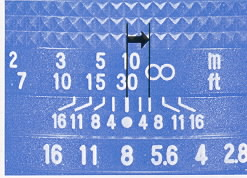 2 3 5 10 ∞ m
7 10 15 30 ft
16 11 8 4 4 8 11 16
16 11 8 5.6 4 2.8